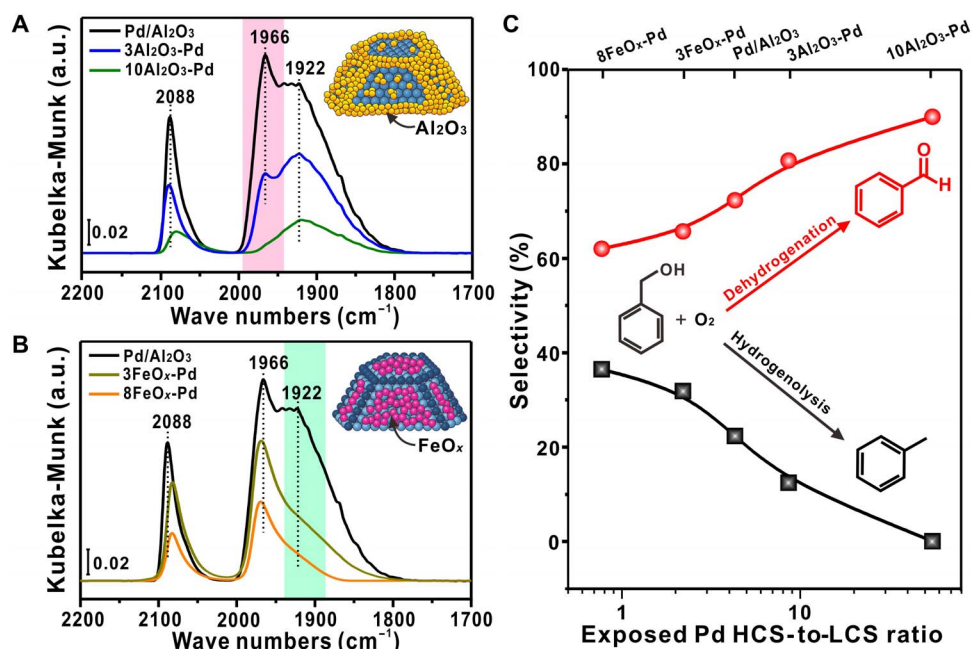 A
Pd/Al₂O₃
3Al₂O₃-Pd
10Al₂O₃-Pd
1966
1922
2088
Al₂O₃
0.02
Kubelka-Munk (a.u.)
2200 2100 2000 1900 1800 1700
Wave numbers (cm⁻¹)
B
Pd/Al₂O₃
3FeOₓ-Pd
8FeOₓ-Pd
1966
1922
2088
FeOₓ
0.02
Kubelka-Munk (a.u.)
2200 2100 2000 1900 1800 1700
Wave numbers (cm⁻¹)
C
8FeOₓ-Pd 3FeOₓ-Pd Pd/Al₂O₃ 3Al₂O₃-Pd 10Al₂O₃-Pd
100
80
60
40
20
0
Selectivity (%)
O
H
OH
+ O₂
Dehydrogenation
Hydrogenolysis
1 10
Exposed Pd HCS-to-LCS ratio